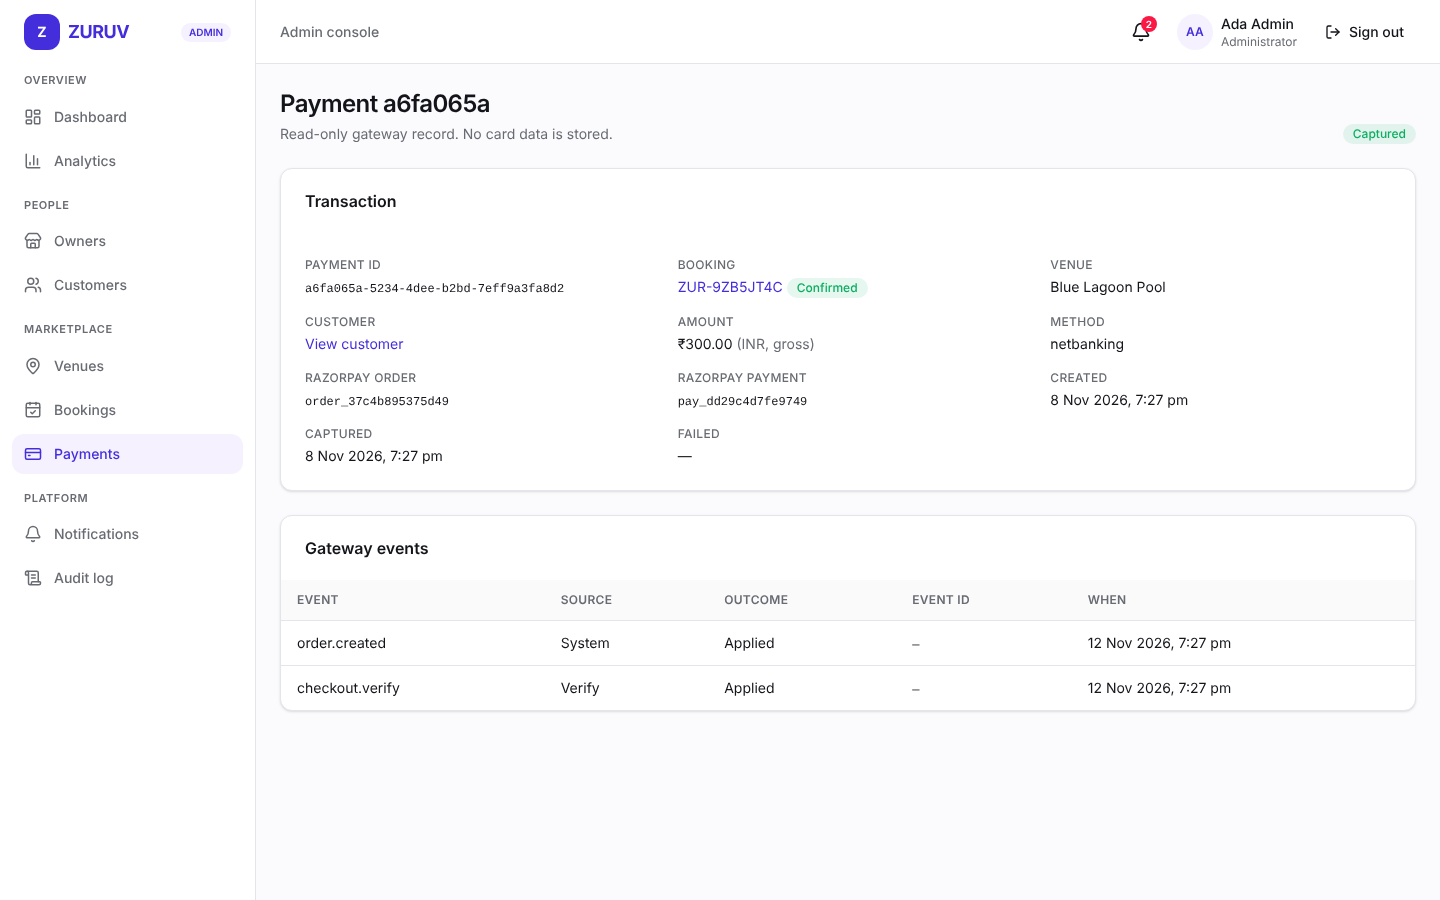 Z ZURUV ADMIN
OVERVIEW
Dashboard
Analytics
PEOPLE
Owners
Customers
MARKETPLACE
Venues
Bookings
Payments
PLATFORM
Notifications
Audit log
Admin console
2
AA
Ada Admin
Administrator
Sign out
Payment a6fa065a
Read-only gateway record. No card data is stored.
Captured
Transaction
PAYMENT ID
a6fa065a-5234-4dee-b2bd-7eff9a3fa8d2
BOOKING
ZUR-9ZB5JT4C Confirmed
VENUE
Blue Lagoon Pool
CUSTOMER
View customer
AMOUNT
₹300.00 (INR, gross)
METHOD
netbanking
RAZORPAY ORDER
order_37c4b895375d49
RAZORPAY PAYMENT
pay_dd29c4d7fe9749
CREATED
8 Nov 2026, 7:27 pm
CAPTURED
8 Nov 2026, 7:27 pm
FAILED
—
Gateway events
EVENT SOURCE OUTCOME EVENT ID WHEN
order.created System Applied – 12 Nov 2026, 7:27 pm
checkout.verify Verify Applied – 12 Nov 2026, 7:27 pm